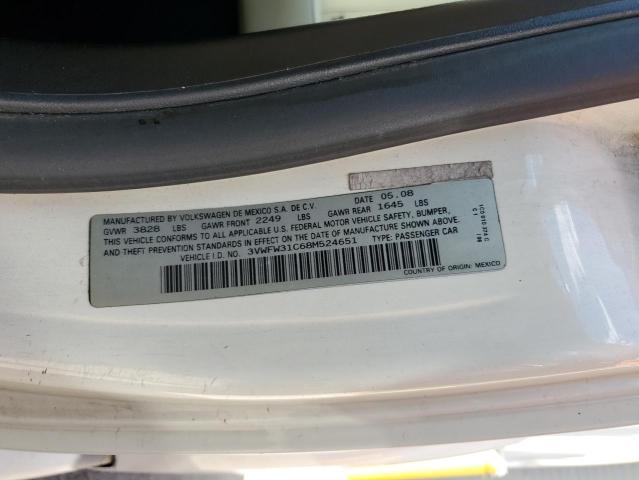 MANUFACTURED BY VOLKSWAGEN DE MEXICO S.A. DE C.V. DATE 05.08
GVWR 3828 LBS GAWR FRONT 2249 LBS GAWR REAR 1645 LBS
THIS VEHICLE CONFORMS TO ALL APPLICABLE U.S. FEDERAL MOTOR VEHICLE SAFETY, BUMPER,
AND THEFT PREVENTION STANDARDS IN EFFECT ON THE DATE OF MANUFACTURE SHOWN ABOVE.
VEHICLE I.D. NO. 3VWFW31C68M524651 TYPE: PASSENGER CAR
COUNTRY OF ORIGIN: MEXICO